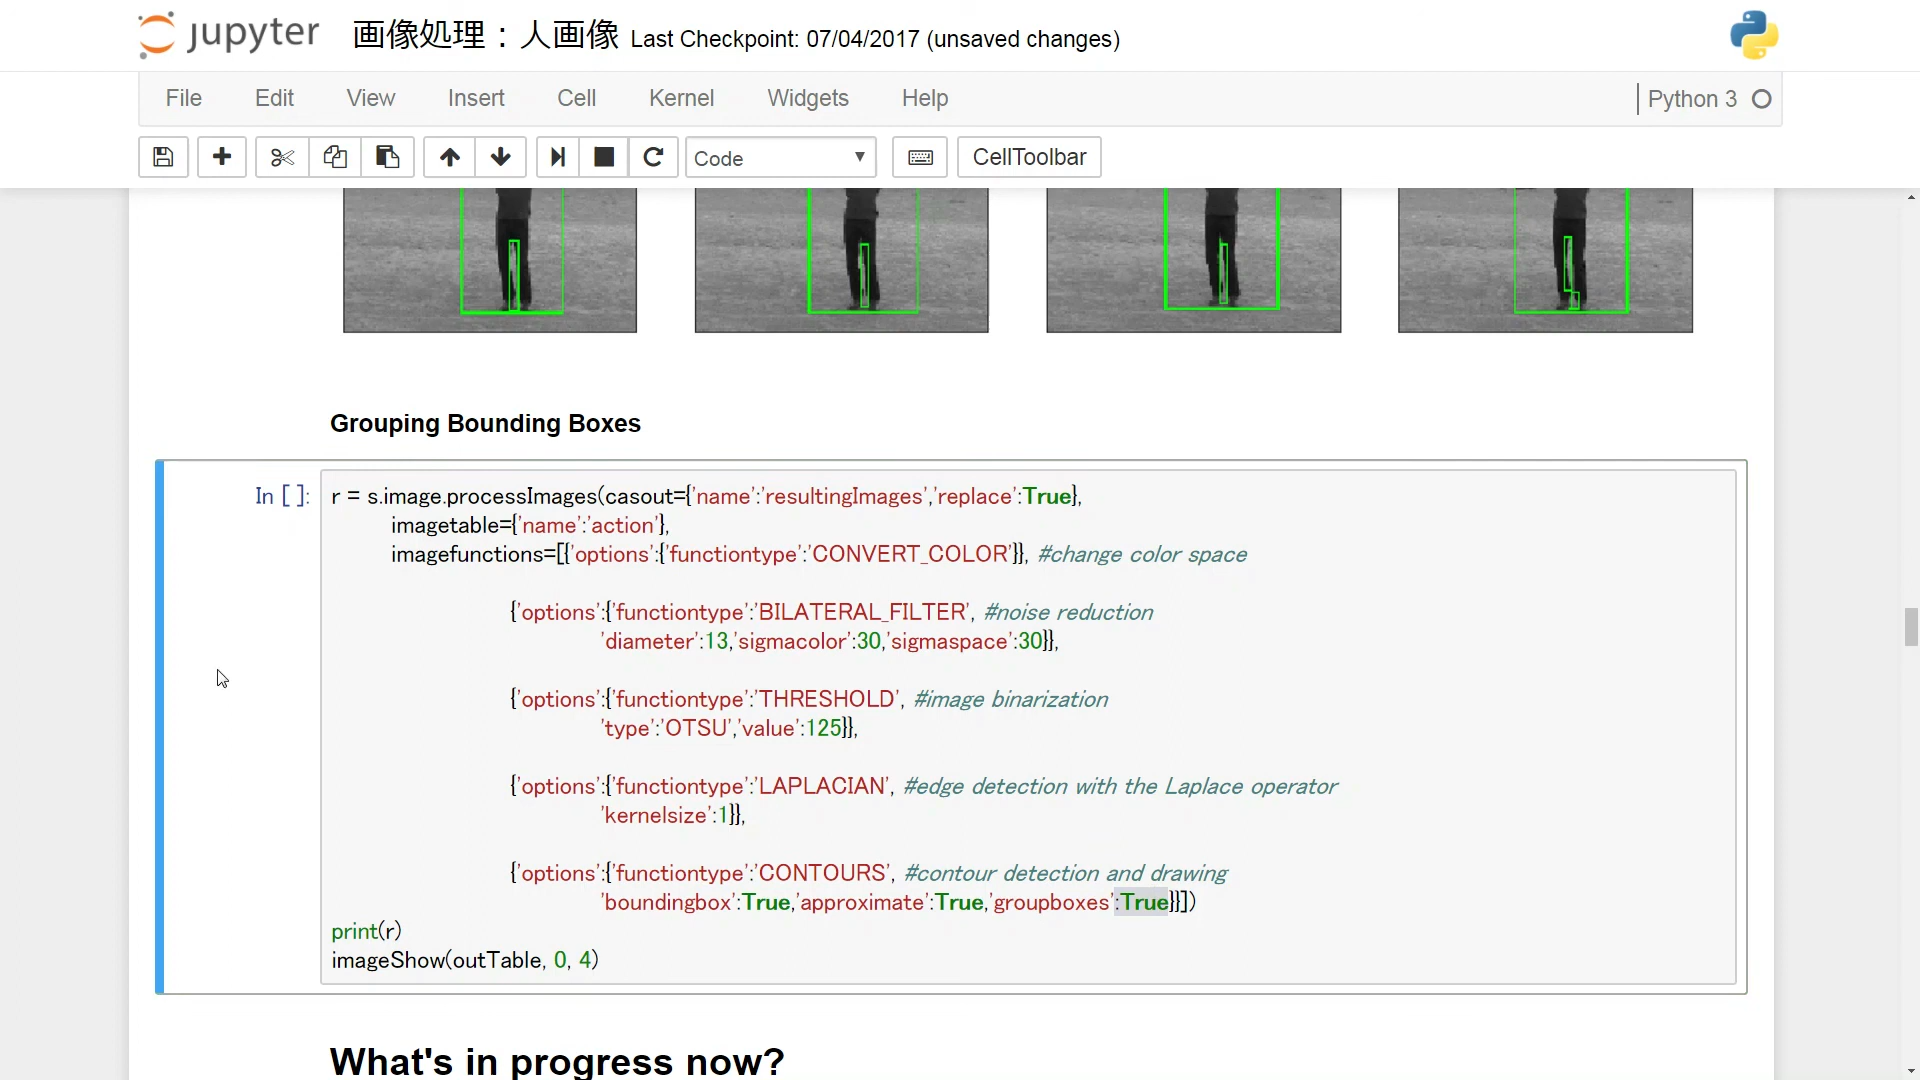 jupyter 画像処理：人画像 Last Checkpoint: 07/04/2017 (unsaved changes)
File Edit View Insert Cell Kernel Widgets Help Python 3
Code CellToolbar
Grouping Bounding Boxes
In [ ]: r = s.image.processImages(casout={'name':'resultingImages','replace':True},
imagetable={'name':'action'},
imagefunctions=[{'options':{'functiontype':'CONVERT_COLOR'}}, #change color space
{'options':{'functiontype':'BILATERAL_FILTER', #noise reduction
'diameter':13,'sigmacolor':30,'sigmaspace':30}},
{'options':{'functiontype':'THRESHOLD', #image binarization
'type':'OTSU','value':125}},
{'options':{'functiontype':'LAPLACIAN', #edge detection with the Laplace operator
'kernelsize':1}},
{'options':{'functiontype':'CONTOURS', #contour detection and drawing
'boundingbox':True,'approximate':True,'groupboxes':True}}])
print(r)
imageShow(outTable, 0, 4)
What's in progress now?